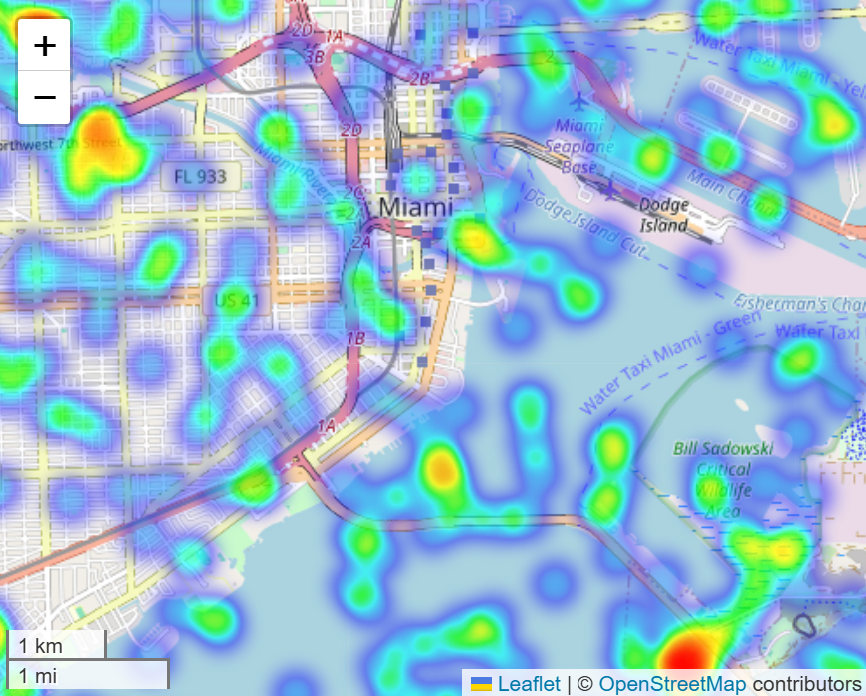 +
−
2D
1A
3B
2B
2
Water Taxi Miami - Yel
orthwest 7th Street
2D
Miami
Seaplane
Base
Miami River
FL 933
Main Channe
2C
2A
Miami
Dodge
Island
Dodge Island Cut
2A
US 41
Fisherman's Chan
1B
Water Taxi Miami - Green
Water Taxi
1A
Bill Sadowski
Critical
Wildlife
Area
1 km
1 mi
Leaflet | © OpenStreetMap contributors